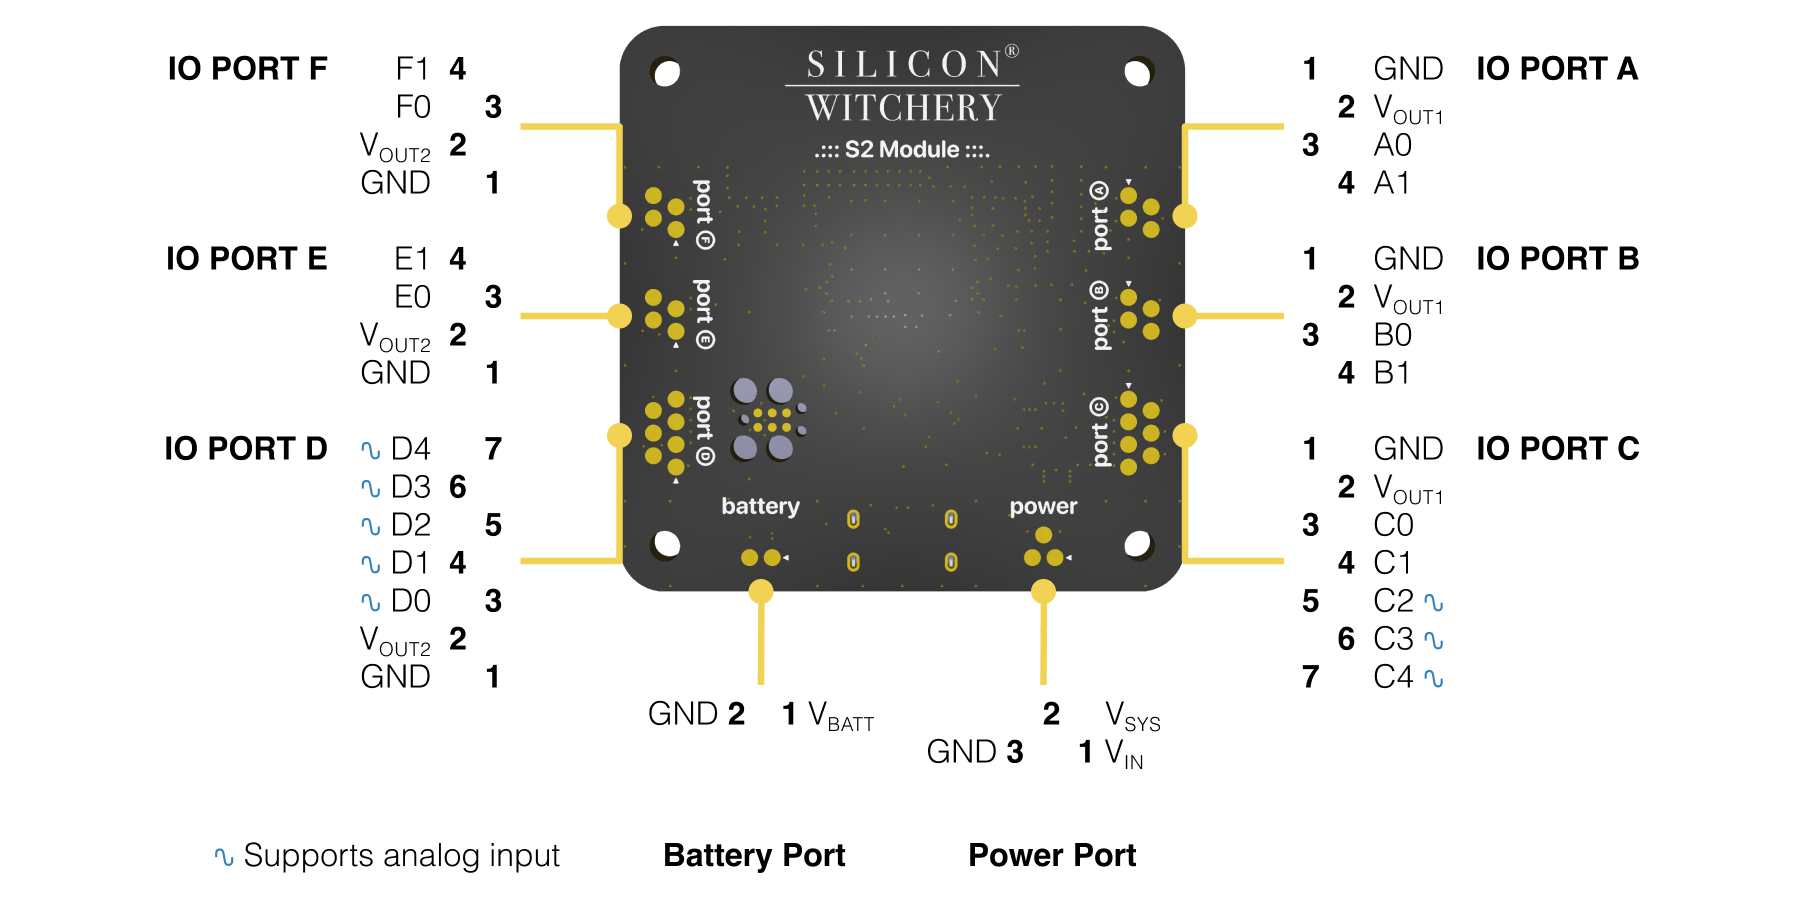 IO PORT F
F1 4
F0 3
VOUT2 2
GND 1
IO PORT E
E1 4
E0 3
VOUT2 2
GND 1
IO PORT D
∿ D4 7
∿ D3 6
∿ D2 5
∿ D1 4
∿ D0 3
VOUT2 2
GND 1
SILICON®
WITCHERY
.::: S2 Module :::.
port F
port E
port D
port A
port B
port C
battery
power
1 GND IO PORT A
2 VOUT1
3 A0
4 A1
1 GND IO PORT B
2 VOUT1
3 B0
4 B1
1 GND IO PORT C
2 VOUT1
3 C0
4 C1
5 C2 ∿
6 C3 ∿
7 C4 ∿
GND 2 1 VBATT
2 VSYS
GND 3 1 VIN
∿ Supports analog input
Battery Port
Power Port